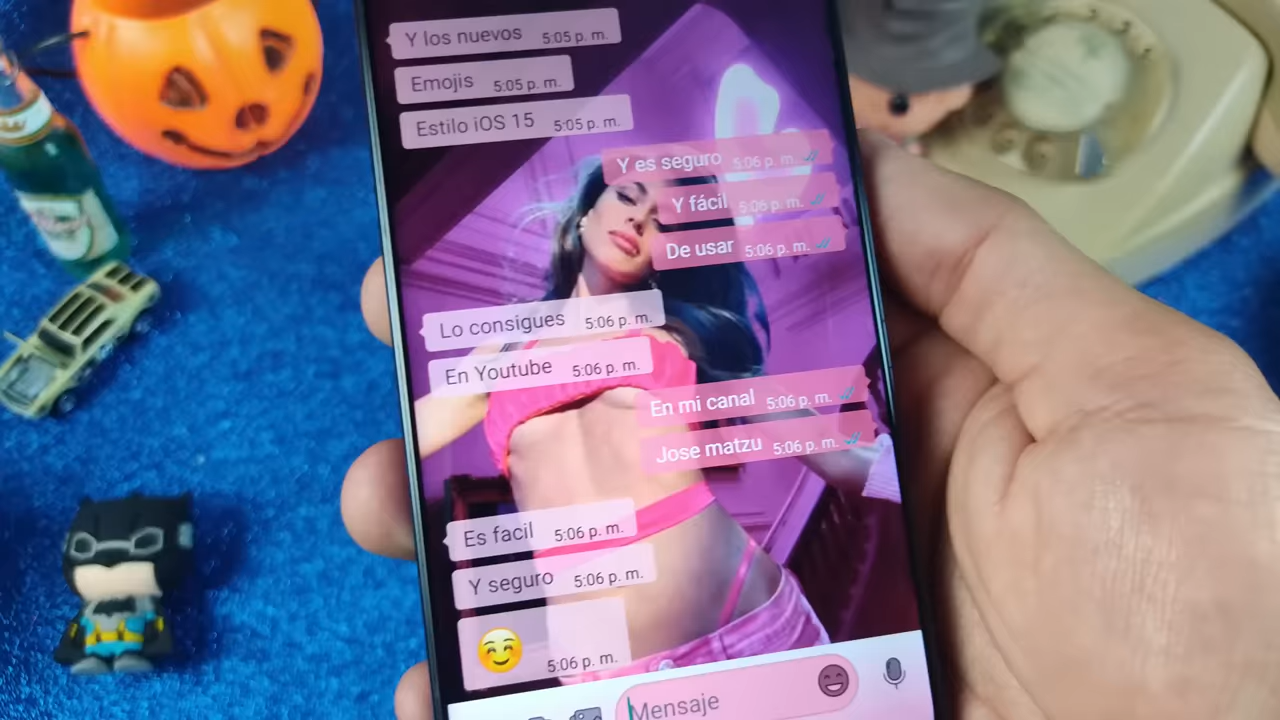 Y los nuevos 5:05 p. m.
Emojis 5:05 p. m.
Estilo iOS 15 5:05 p. m.
Y es seguro 5:06 p. m.
Y fácil 5:06 p. m.
De usar 5:06 p. m.
Lo consigues 5:06 p. m.
En Youtube 5:06 p. m.
En mi canal 5:06 p. m.
Jose matzu 5:06 p. m.
Es facil 5:06 p. m.
Y seguro 5:06 p. m.
5:06 p. m.
Mensaje